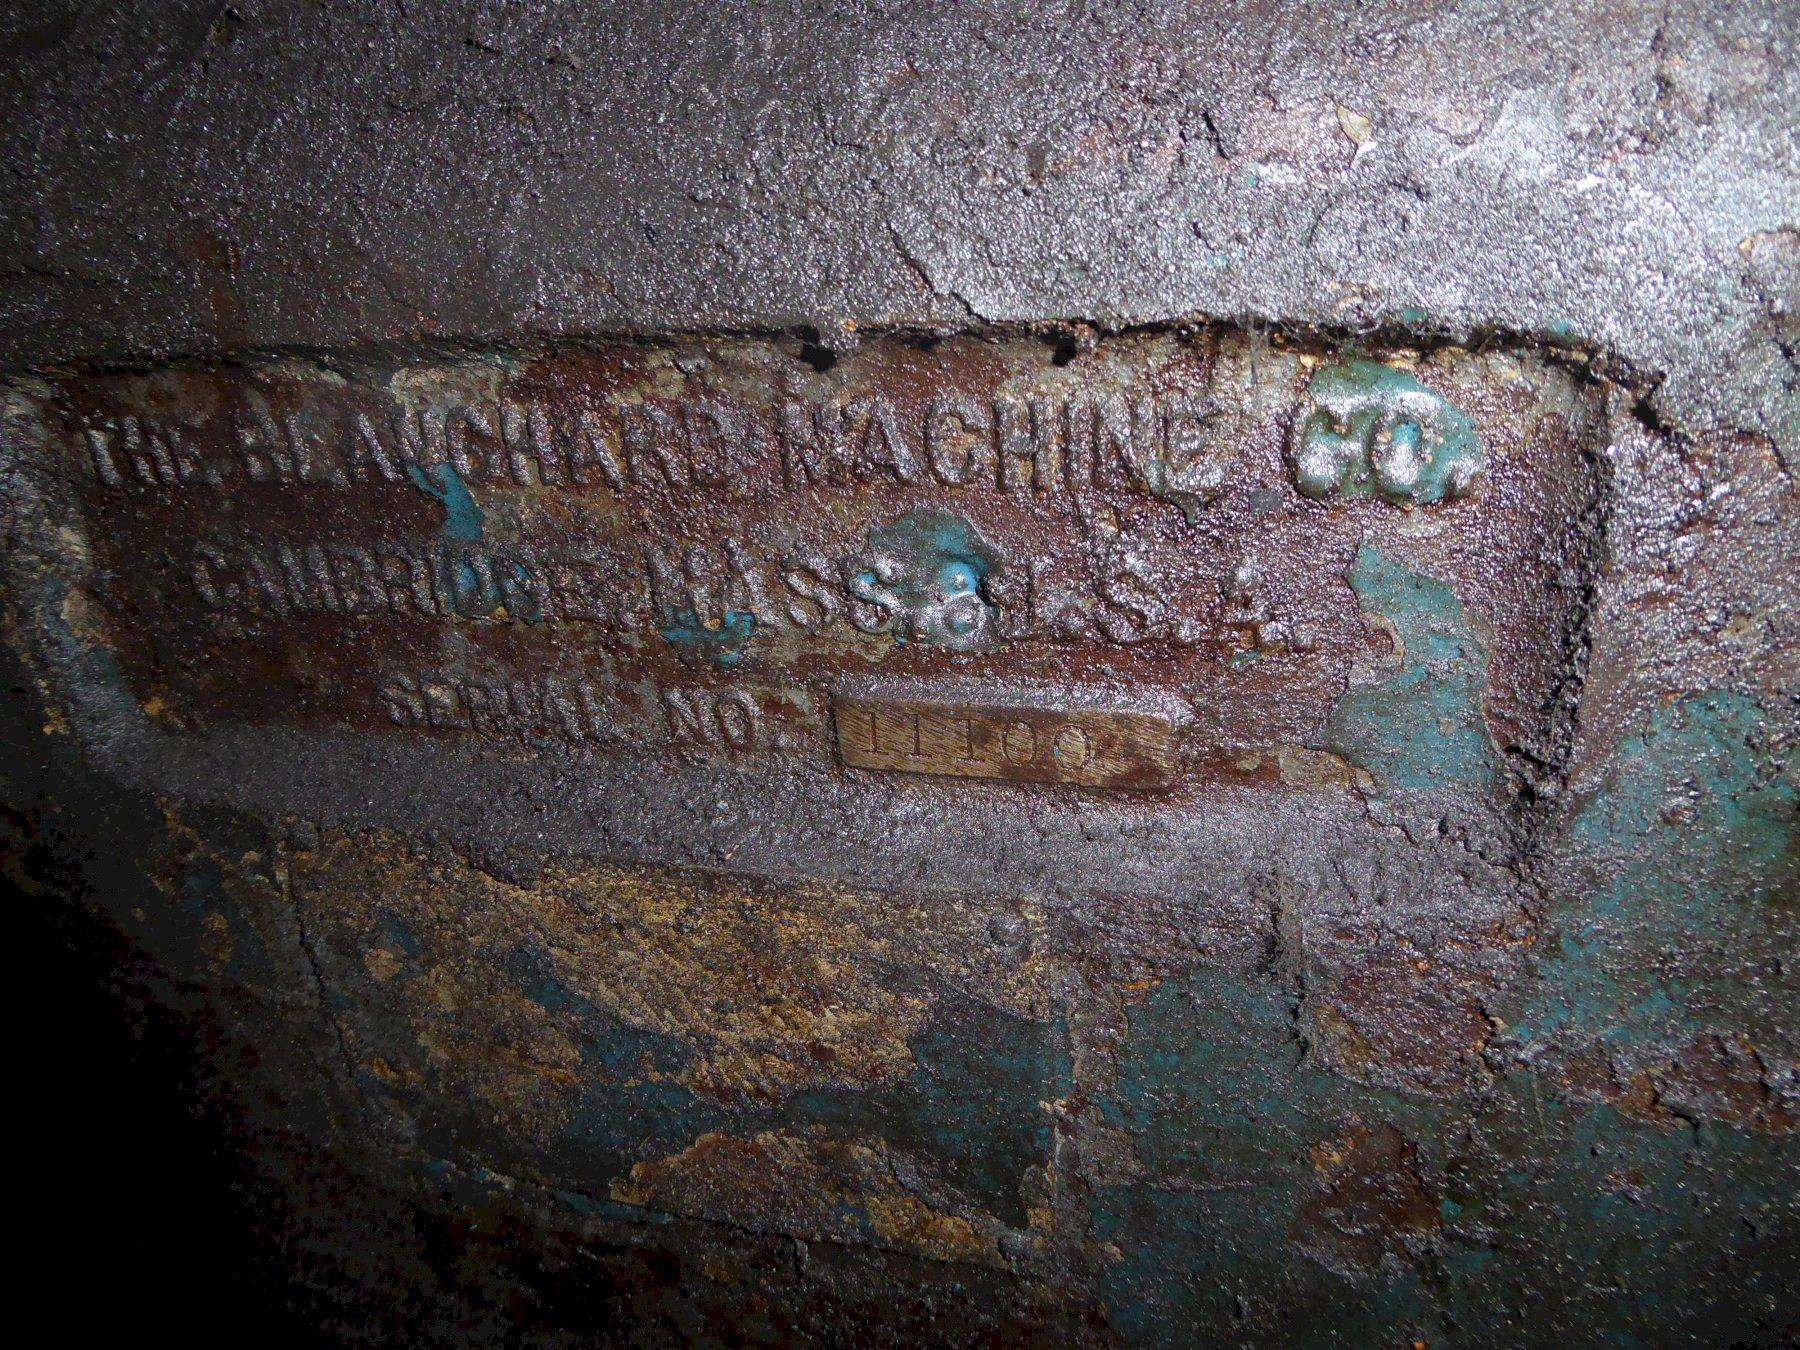 THE BLANCHARD MACHINE CO.
CAMBRIDGE, MASS. U.S.A.
SERIAL NO. 11100